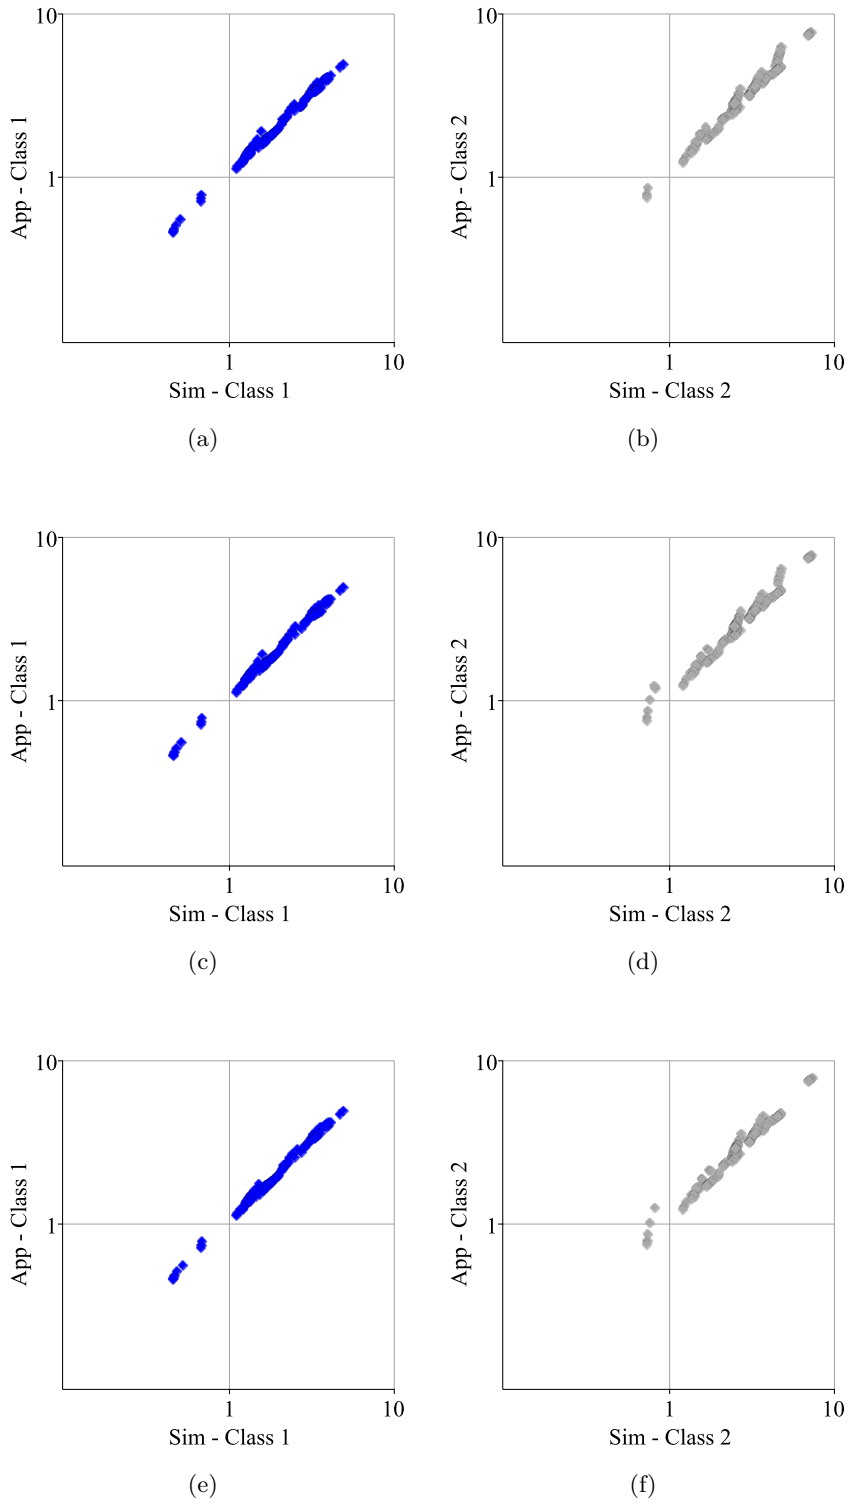 10
App - Class 1
1
1
10
Sim - Class 1
(a)
10
App - Class 2
1
1
10
Sim - Class 2
(b)
10
App - Class 1
1
1
10
Sim - Class 1
(c)
10
App - Class 2
1
1
10
Sim - Class 2
(d)
10
App - Class 1
1
1
10
Sim - Class 1
(e)
10
App - Class 2
1
1
10
Sim - Class 2
(f)